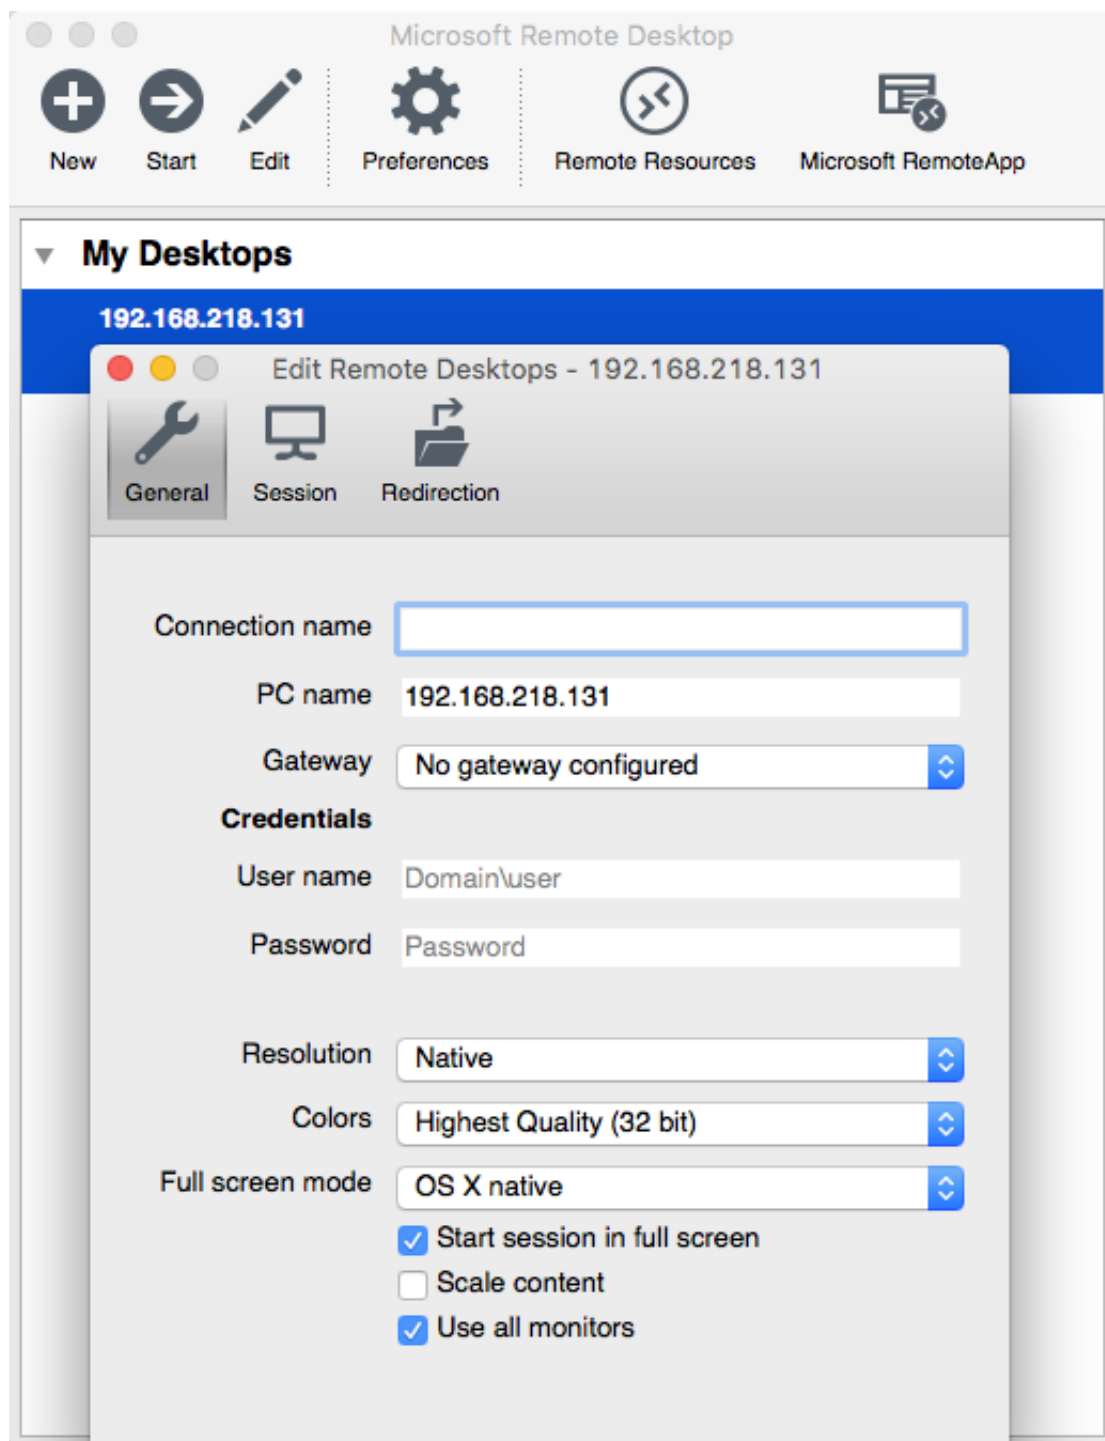 Microsoft Remote Desktop
New Start Edit Preferences Remote Resources Microsoft RemoteApp
My Desktops
192.168.218.131
Edit Remote Desktops - 192.168.218.131
General Session Redirection
Connection name
PC name 192.168.218.131
Gateway No gateway configured
Credentials
User name Domain\user
Password Password
Resolution Native
Colors Highest Quality (32 bit)
Full screen mode OS X native
Start session in full screen
Scale content
Use all monitors